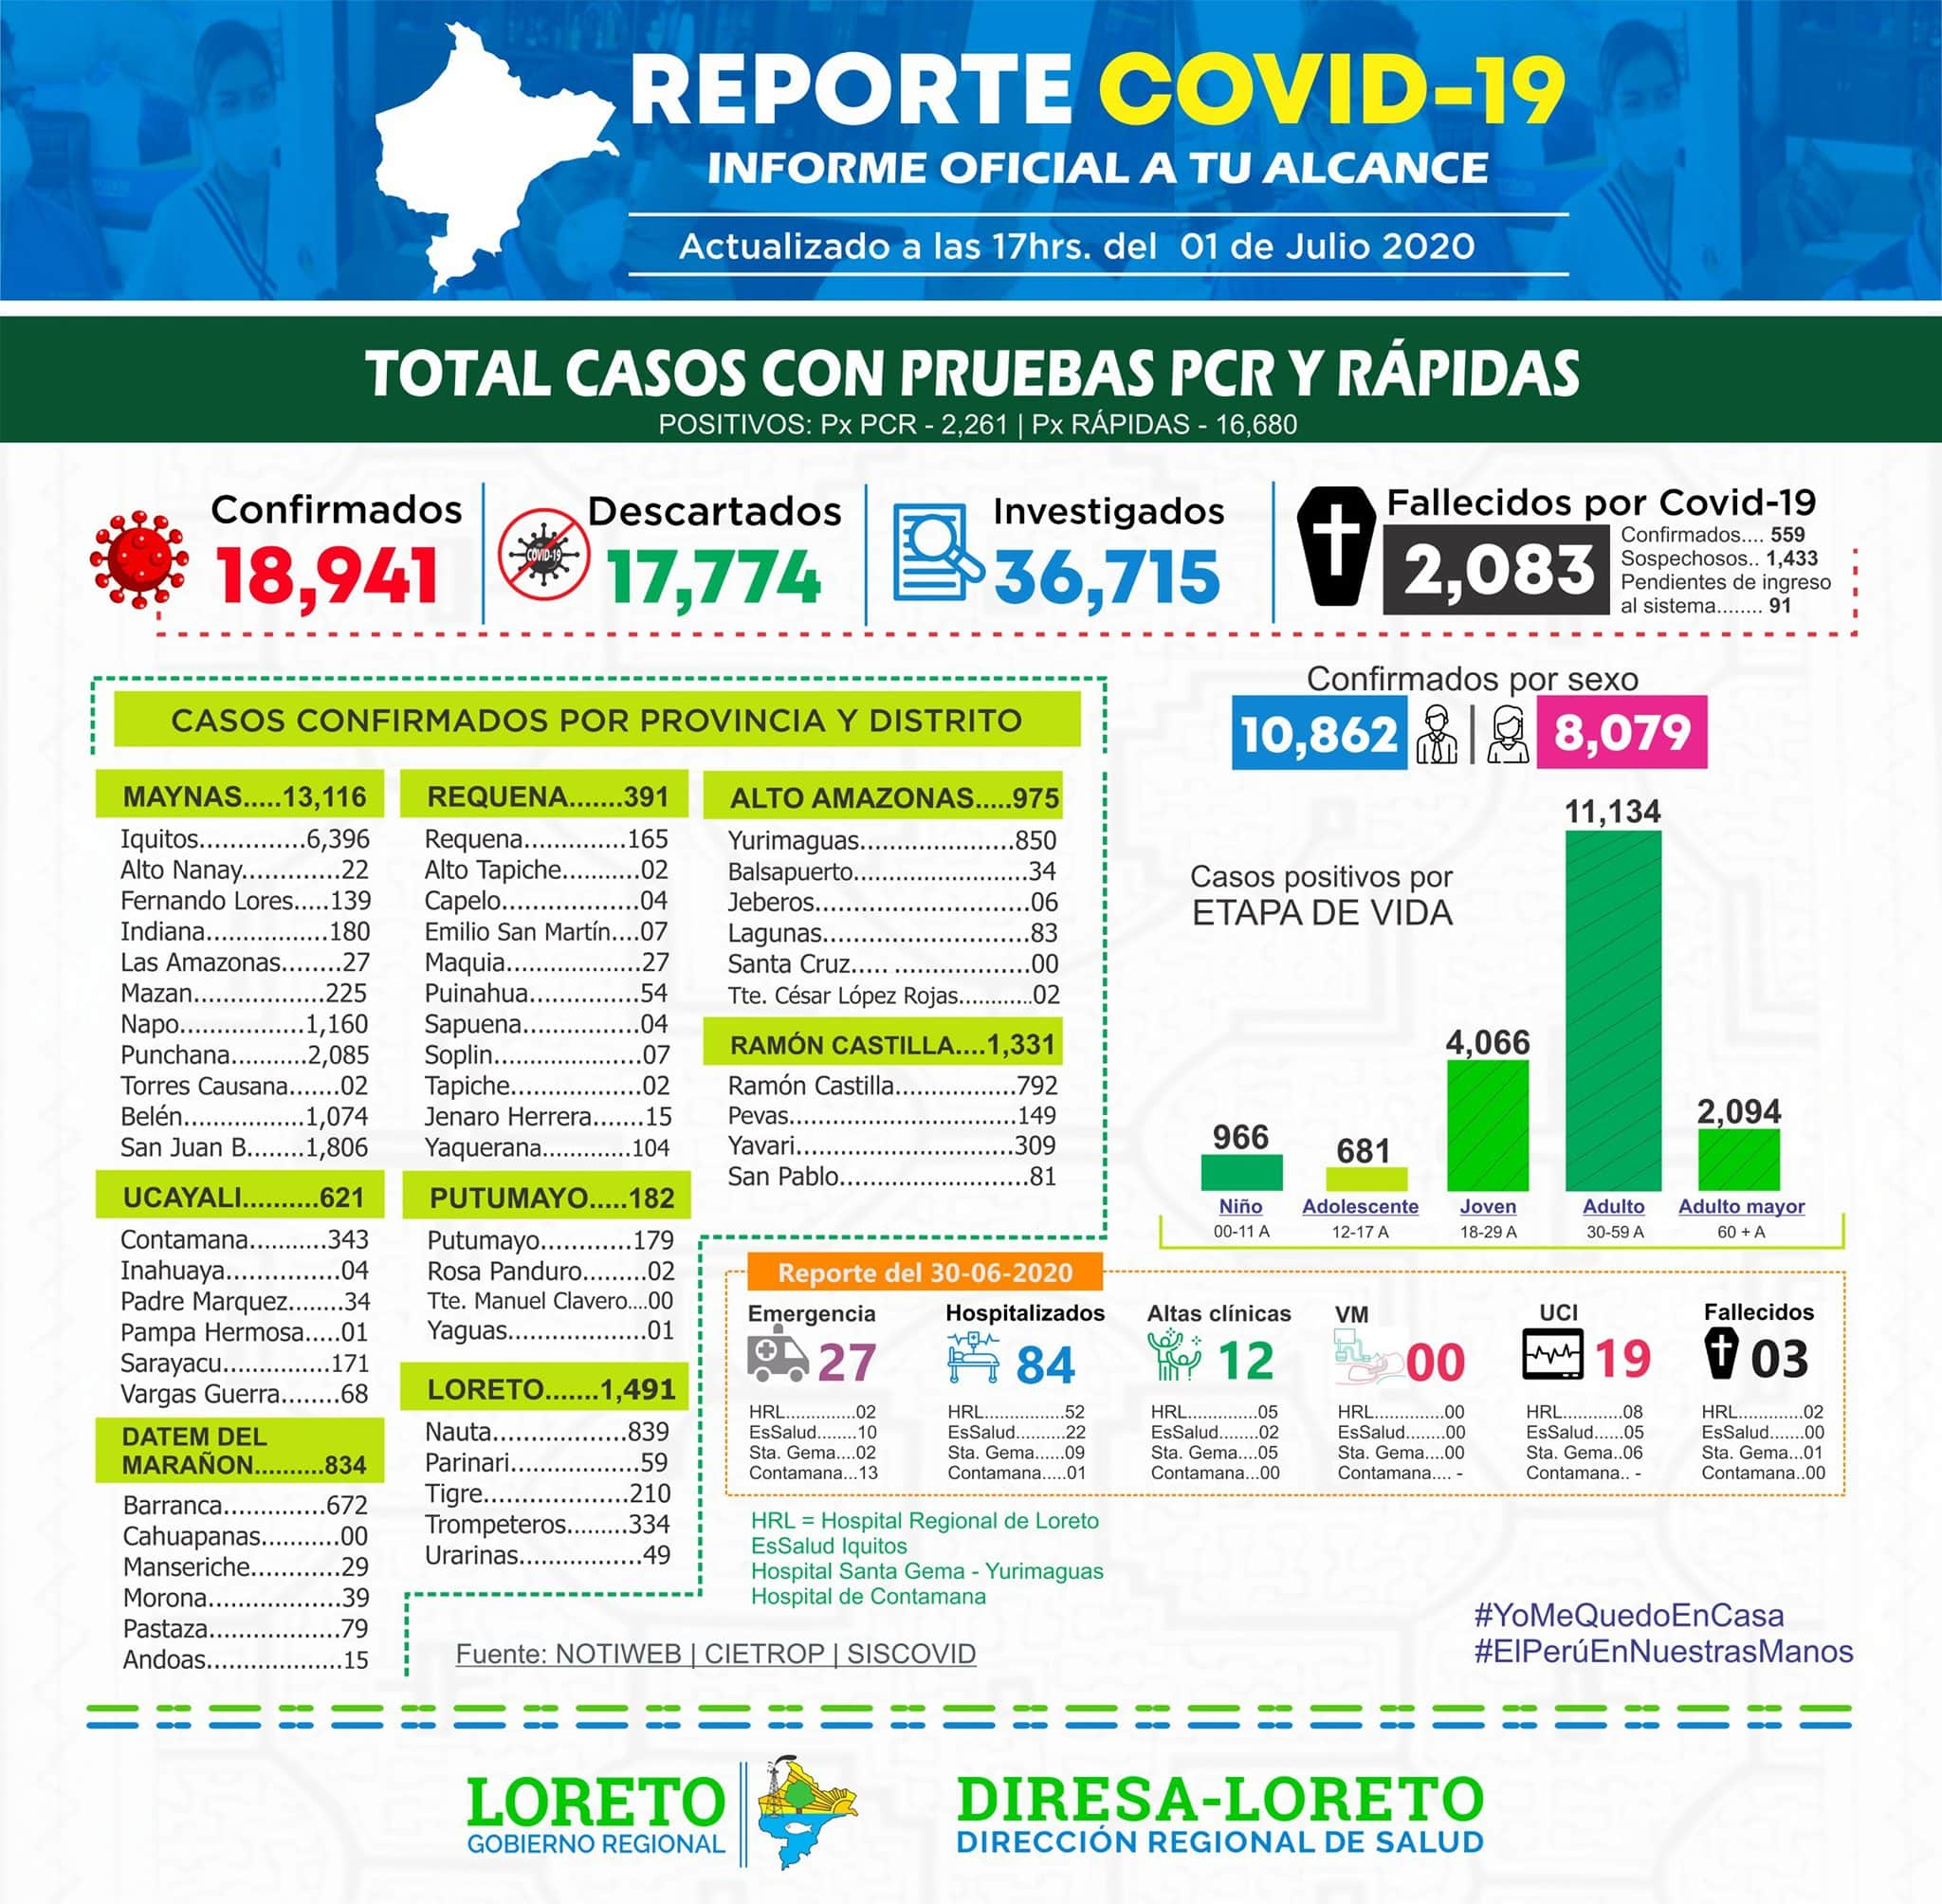 REPORTE COVID-19
INFORME OFICIAL A TU ALCANCE
Actualizado a las 17hrs. del 01 de Julio 2020
TOTAL CASOS CON PRUEBAS PCR Y RÁPIDAS
POSITIVOS: Px PCR - 2,261 | Px RÁPIDAS - 16,680
Confirmados
18,941
COVID-19
Descartados
17,774
Investigados
36,715
Fallecidos por Covid-19
2,083
Confirmados.... 559
Sospechosos.. 1,433
Pendientes de ingreso
al sistema........ 91
CASOS CONFIRMADOS POR PROVINCIA Y DISTRITO
MAYNAS.....13,116
Iquitos..............6,396
Alto Nanay.............22
Fernando Lores.....139
Indiana.................180
Las Amazonas........27
Mazan..................225
Napo.................1,160
Punchana...........2,085
Torres Causana.......02
Belén.................1,074
San Juan B........1,806
UCAYALI..........621
Contamana...........343
Inahuaya...............04
Padre Marquez........34
Pampa Hermosa.....01
Sarayacu...............171
Vargas Guerra........68
DATEM DEL
MARAÑON..........834
Barranca.............672
Cahuapanas...........00
Manseriche............29
Morona.................39
Pastaza.................79
Andoas...................15
REQUENA.......391
Requena..............165
Alto Tapiche...........02
Capelo...................04
Emilio San Martín....07
Maquia...................27
Puinahua...............54
Sapuena................04
Soplin.....................07
Tapiche..................02
Jenaro Herrera.......15
Yaquerana............104
PUTUMAYO.....182
Putumayo............179
Rosa Panduro.........02
Tte. Manuel Clavero....00
Yaguas...................01
LORETO.......1,491
Nauta...................839
Parinari..................59
Tigre....................210
Trompeteros.........334
Urarinas.................49
ALTO AMAZONAS.....975
Yurimaguas.....................850
Balsapuerto........................34
Jeberos.............................06
Lagunas............................83
Santa Cruz..... ..................00
Tte. César López Rojas...........02
RAMÓN CASTILLA....1,331
Ramón Castilla.................792
Pevas...............................149
Yavari..............................309
San Pablo..........................81
Confirmados por sexo
10,862 | 8,079
Casos positivos por
ETAPA DE VIDA
966
681
4,066
11,134
2,094
Niño
00-11 A
Adolescente
12-17 A
Joven
18-29 A
Adulto
30-59 A
Adulto mayor
60 + A
Reporte del 30-06-2020
Emergencia
27
HRL.............02
EsSalud........10
Sta. Gema....02
Contamana...13
Hospitalizados
84
HRL...............52
EsSalud.........22
Sta. Gema......09
Contamana.....01
Altas clínicas
12
HRL.............05
EsSalud........02
Sta. Gema....05
Contamana...00
VM
00
HRL.............00
EsSalud........00
Sta. Gema....00
Contamana.... -
UCI
19
HRL...........08
EsSalud......05
Sta. Gema..06
Contamana.. -
Fallecidos
03
HRL............02
EsSalud.......00
Sta. Gema...01
Contamana..00
HRL = Hospital Regional de Loreto
EsSalud Iquitos
Hospital Santa Gema - Yurimaguas
Hospital de Contamana
#YoMeQuedoEnCasa
#ElPerúEnNuestrasManos
Fuente: NOTIWEB | CIETROP | SISCOVID
LORETO
GOBIERNO REGIONAL
DIRESA-LORETO
DIRECCIÓN REGIONAL DE SALUD